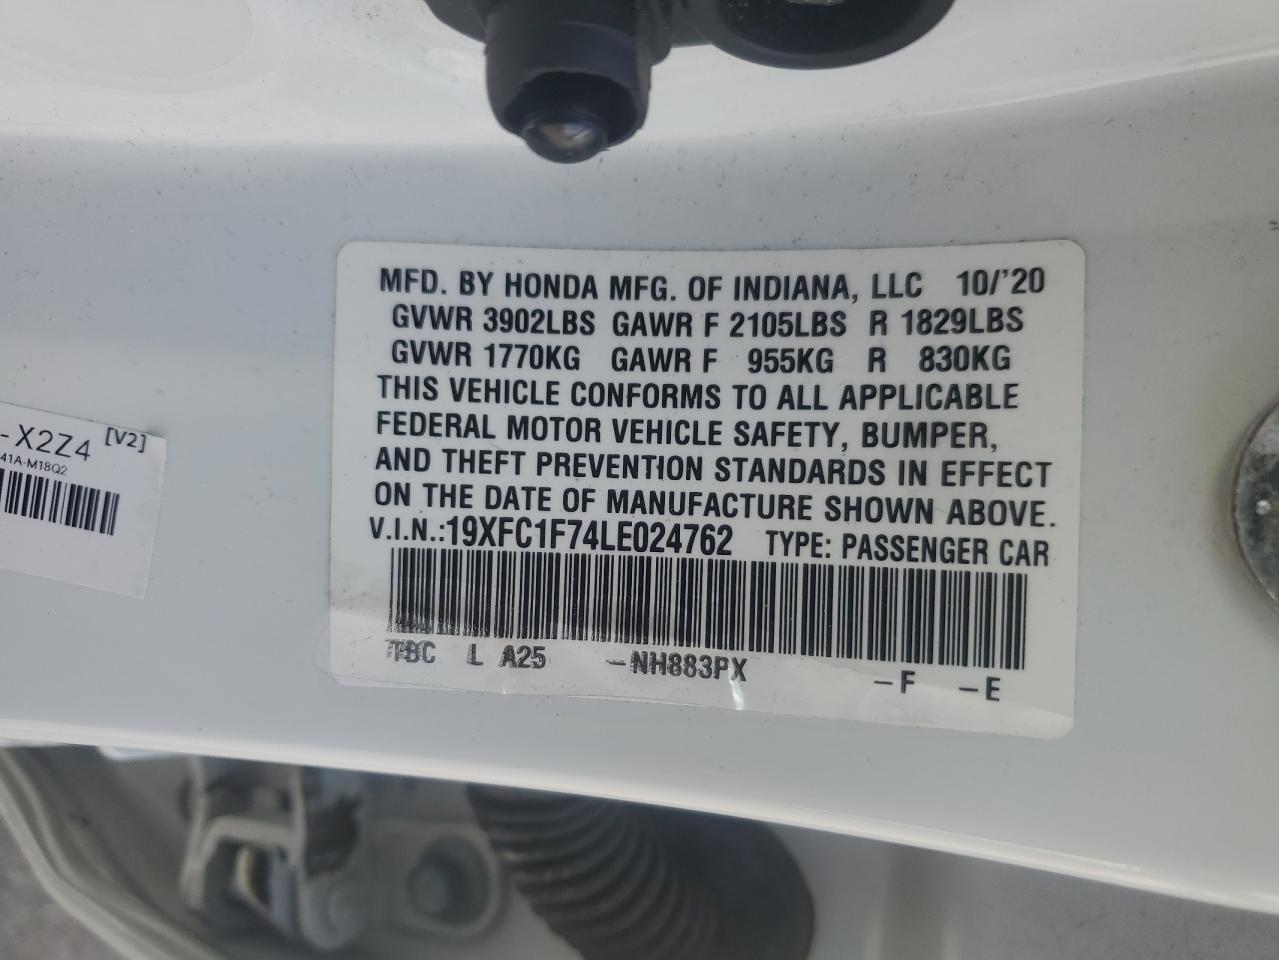 MFD. BY HONDA MFG. OF INDIANA, LLC 10/'20
GVWR 3902LBS GAWR F 2105LBS R 1829LBS
GVWR 1770KG GAWR F 955KG R 830KG
THIS VEHICLE CONFORMS TO ALL APPLICABLE
FEDERAL MOTOR VEHICLE SAFETY, BUMPER,
AND THEFT PREVENTION STANDARDS IN EFFECT
ON THE DATE OF MANUFACTURE SHOWN ABOVE.
V.I.N.:19XFC1F74LE024762 TYPE: PASSENGER CAR
TBC L A25 -NH883PX -F -E
-X2Z4 [V2]
41A-M18Q2